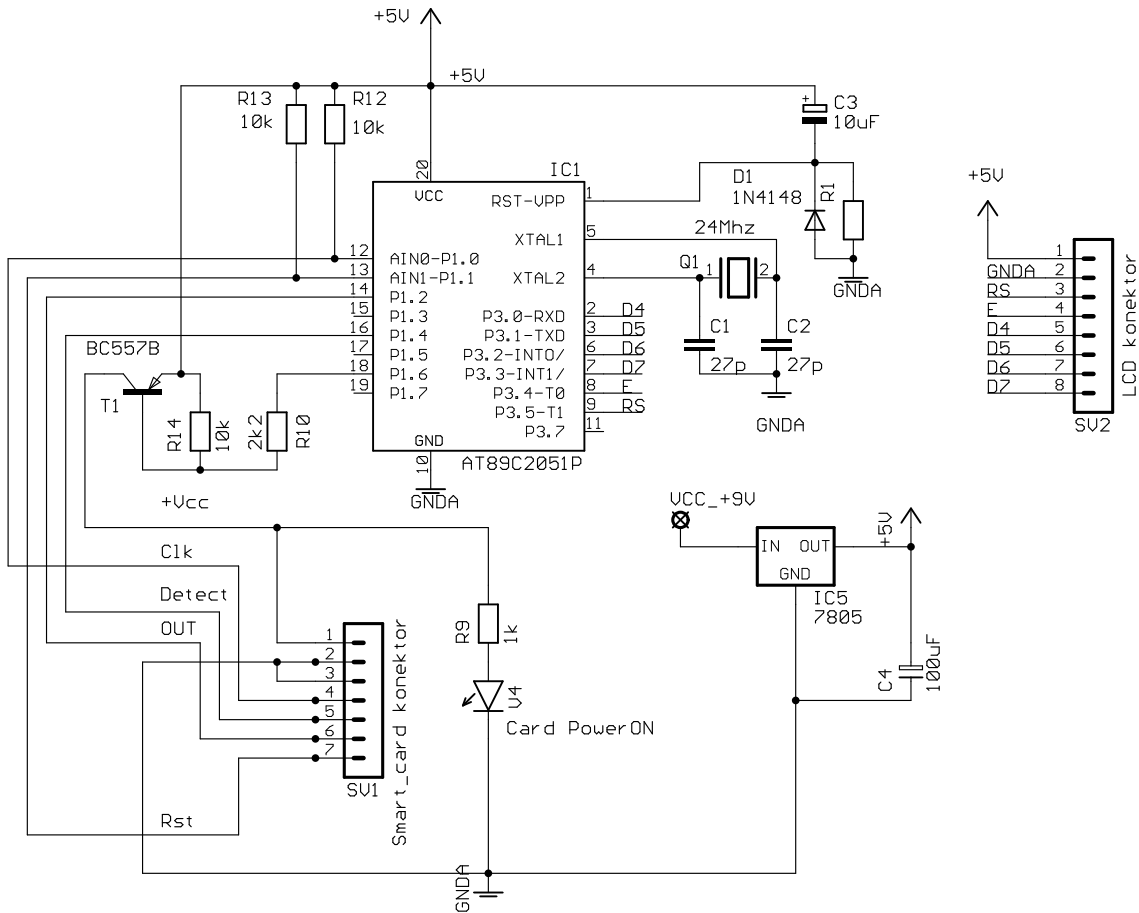 +5V
+5V
R13
10k
R12
10k
C3
+
10uF
IC1
20
VCC
RST-VPP
1
D1
1N4148
R1
GNDA
XTAL1
5
24Mhz
XTAL2
4
Q1
1
2
12
AIN0-P1.0
13
AIN1-P1.1
14
P1.2
15
P1.3
16
P1.4
17
P1.5
18
P1.6
19
P1.7
P3.0-RXD
2
D4
P3.1-TXD
3
D5
P3.2-INT0/
6
D6
P3.3-INT1/
7
D7
P3.4-T0
8
E
P3.5-T1
9
RS
P3.7
11
GND
10
AT89C2051P
GNDA
C1
27p
C2
27p
GNDA
BC557B
T1
R14
10k
2k2
R10
+5V
1
GNDA
2
RS
3
E
4
D4
5
D5
6
D6
7
D7
8
SV2
LCD konektor
+Vcc
Clk
Detect
OUT
Rst
1
2
3
4
5
6
7
SV1
Smart_card konektor
R9
1k
V4
Card PowerON
GNDA
VCC_+9V
IN
OUT
GND
IC5
7805
+5V
C4
100uF